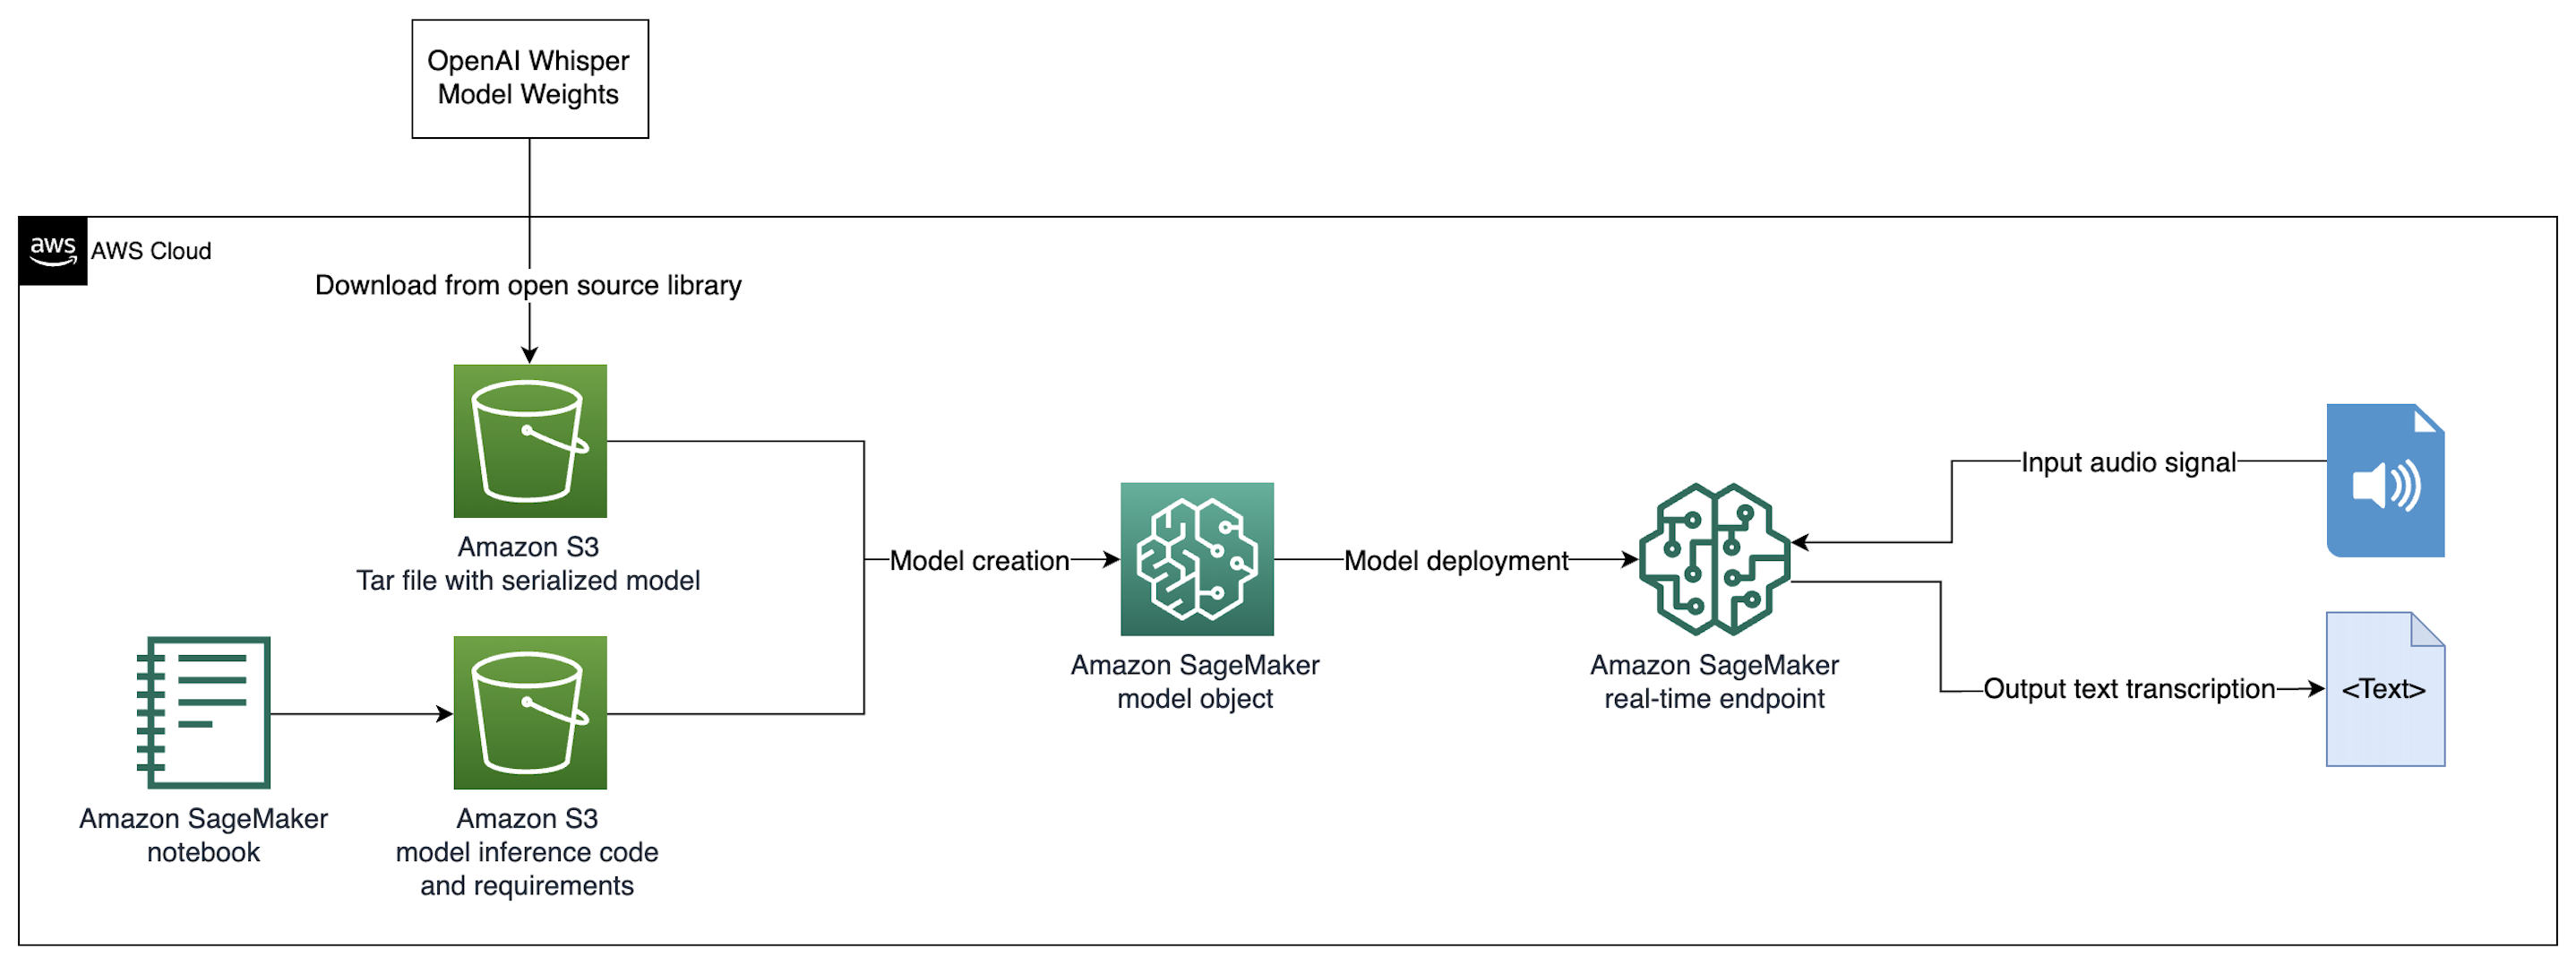 OpenAI Whisper
Model Weights
aws
AWS Cloud
Download from open source library
Amazon S3
Tar file with serialized model
Amazon SageMaker
notebook
Amazon S3
model inference code
and requirements
Model creation
Amazon SageMaker
model object
Model deployment
Amazon SageMaker
real-time endpoint
Input audio signal
Output text transcription
<Text>